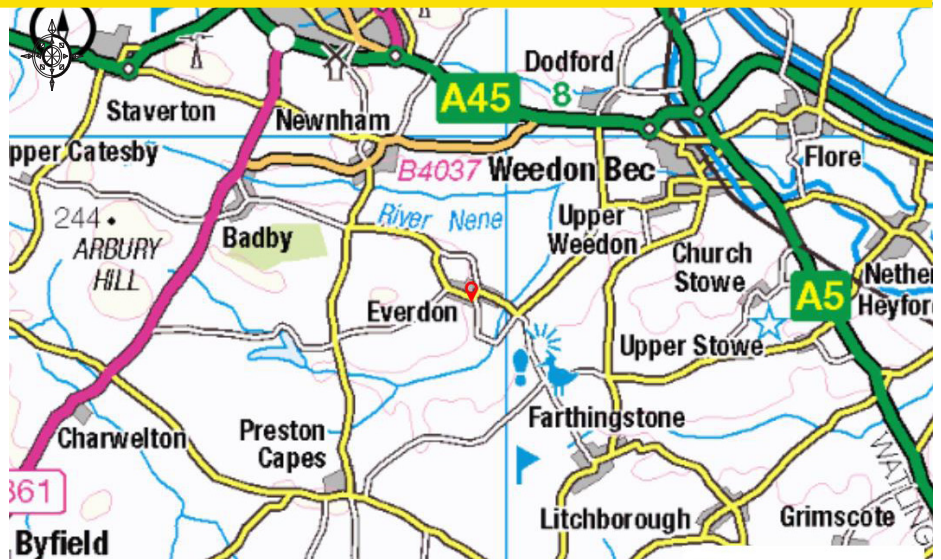 Dodford
A45
8
Staverton
Newnham
pper Catesby
B4037
Weedon Bec
Flore
244
ARBURY
HILL
Badby
River Nene
Upper
Weedon
Church
Stowe
Nether
Heyford
A5
Everdon
Upper Stowe
Farthingstone
Charwelton
Preston
Capes
361
WATLING
Litchborough
Grimscote
Byfield